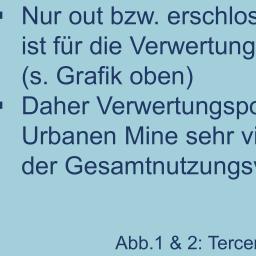 ▪ Nur out bzw. erschlos
ist für die Verwertung
(s. Grafik oben)
▪ Daher Verwertungspo
Urbanen Mine sehr vi
der Gesamtnutzungsv
Abb.1 & 2: Tercer